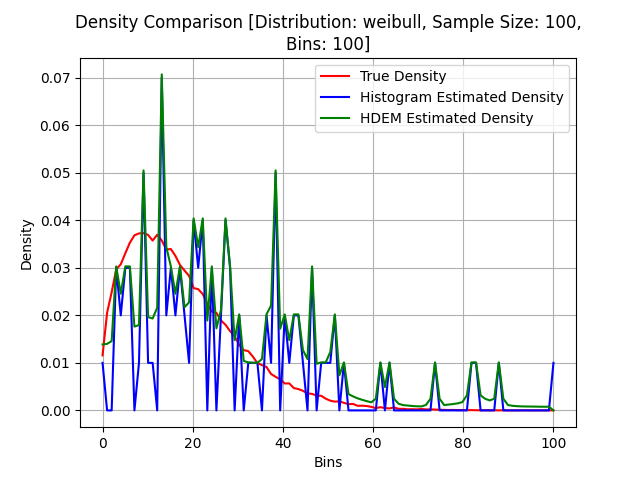 Density Comparison [Distribution: weibull, Sample Size: 100,
Bins: 100]
True Density
Histogram Estimated Density
HDEM Estimated Density
Density
0.07
0.06
0.05
0.04
0.03
0.02
0.01
0.00
0 20 40 60 80 100
Bins